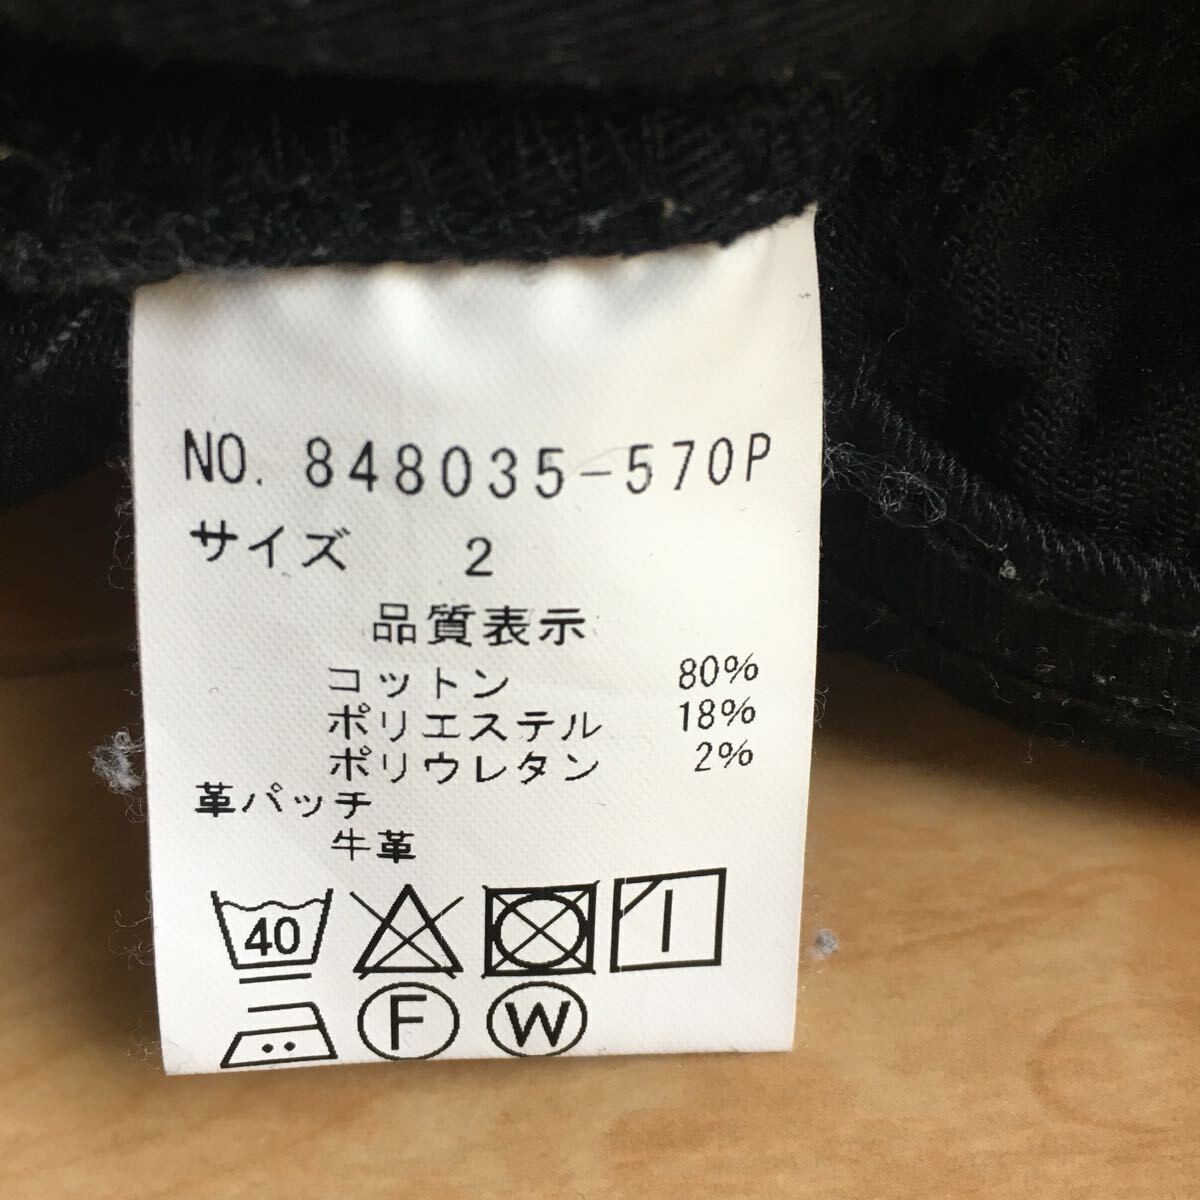 NO. 848035-570P
サイズ 2
品質表示
コットン 80%
ポリエステル 18%
ポリウレタン 2%
革パッチ
牛革
40
F W